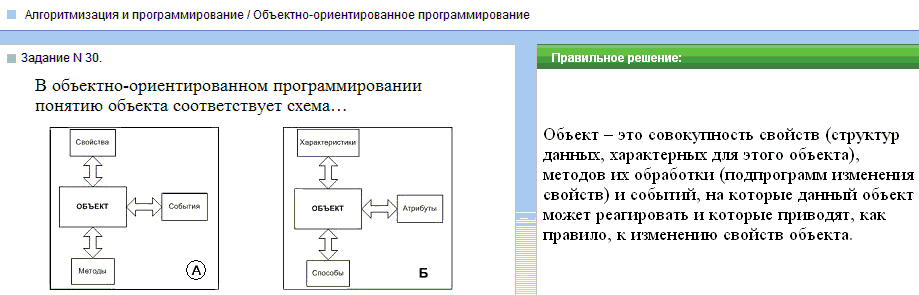 Алгоритмизация и программирование / Объектно-ориентированное программирование
Задание N 30.
В объектно-ориентированном программировании
понятию объекта соответствует схема…
Свойства
ОБЪЕКТ
События
Методы
А
Характеристики
ОБЪЕКТ
Атрибуты
Способы
Б
Правильное решение:
Объект – это совокупность свойств (структур
данных, характерных для этого объекта),
методов их обработки (подпрограмм изменения
свойств) и событий, на которые данный объект
может реагировать и которые приводят, как
правило, к изменению свойств объекта.